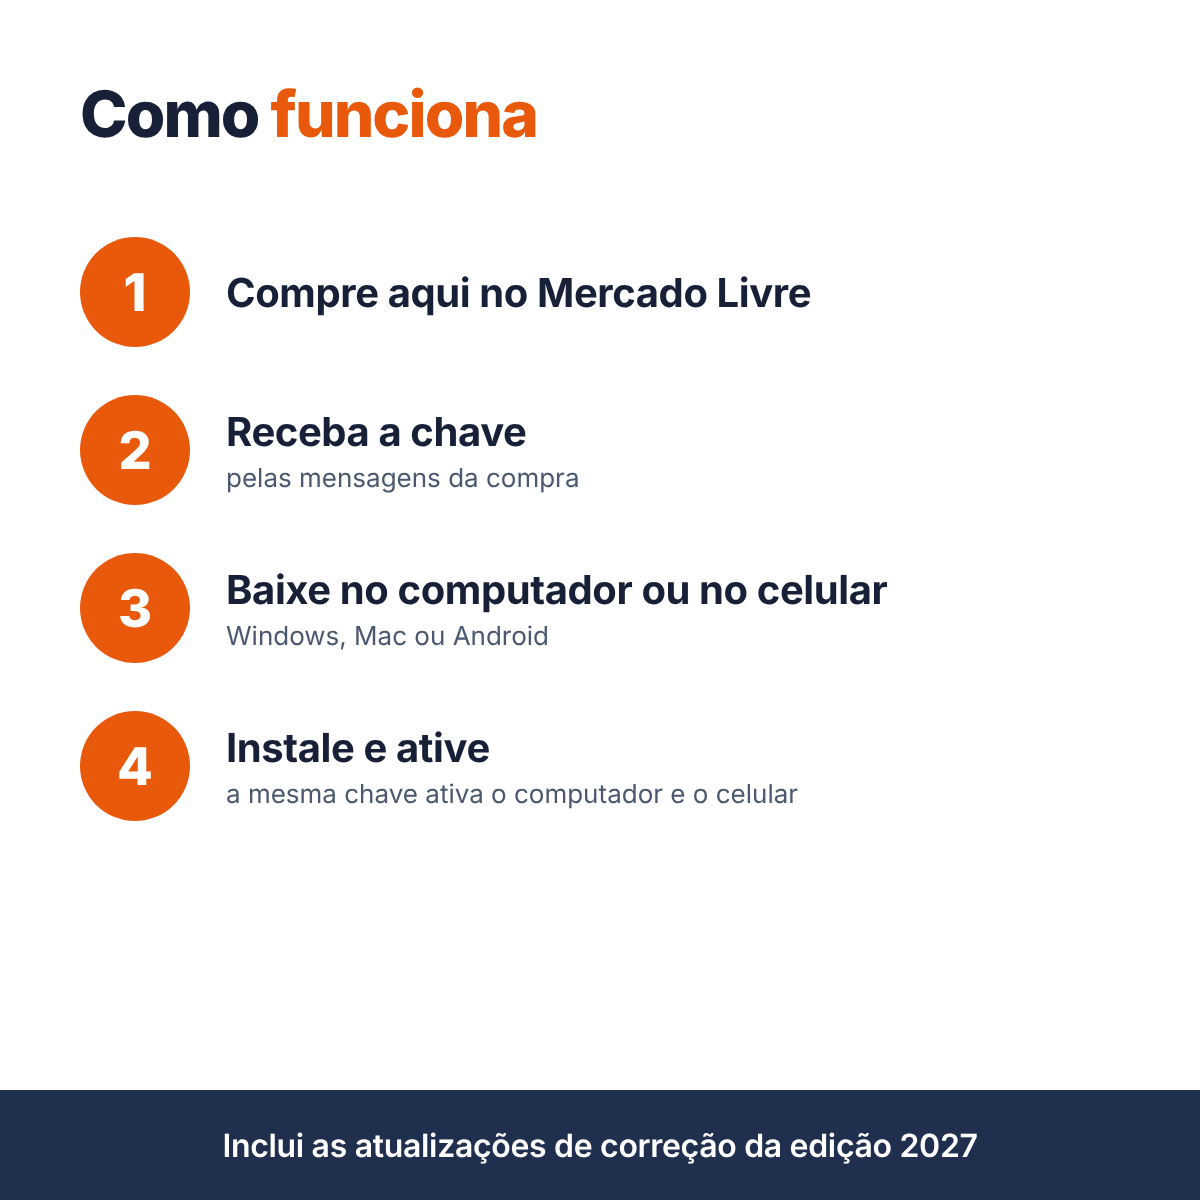 Como funciona
1
Compre aqui no Mercado Livre
2
Receba a chave
pelas mensagens da compra
3
Baixe no computador ou no celular
Windows, Mac ou Android
4
Instale e ative
a mesma chave ativa o computador e o celular
Inclui as atualizações de correção da edição 2027